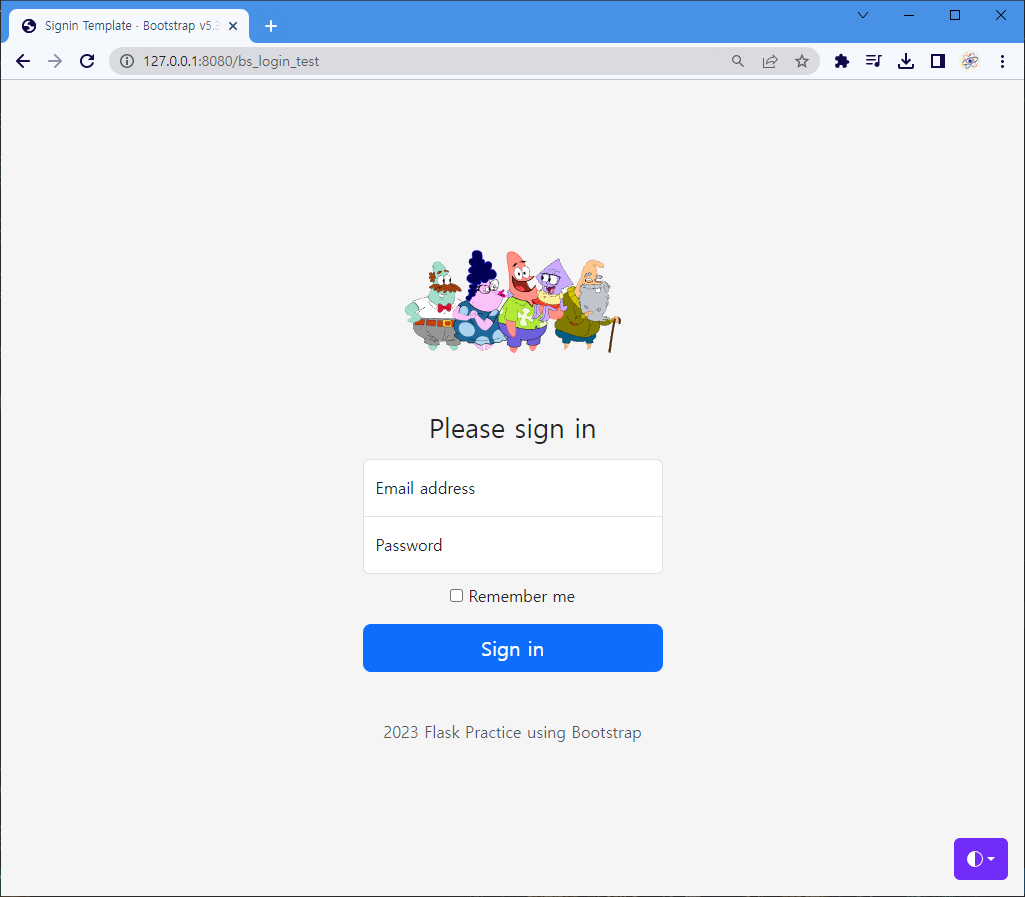 Signin Template · Bootstrap v5.3
127.0.0.1:8080/bs_login_test
Please sign in
Email address
Password
Remember me
Sign in
2023 Flask Practice using Bootstrap